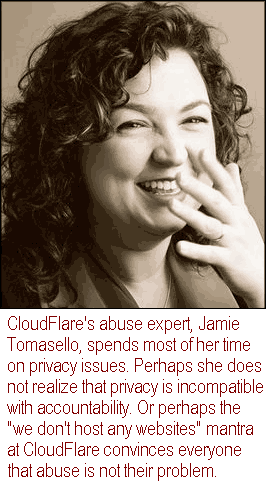 CloudFlare's abuse expert, Jamie
Tomasello, spends most of her time
on privacy issues. Perhaps she does
not realize that privacy is incompatible
with accountability. Or perhaps the
"we don't host any websites" mantra
at CloudFlare convinces everyone
that abuse is not their problem.